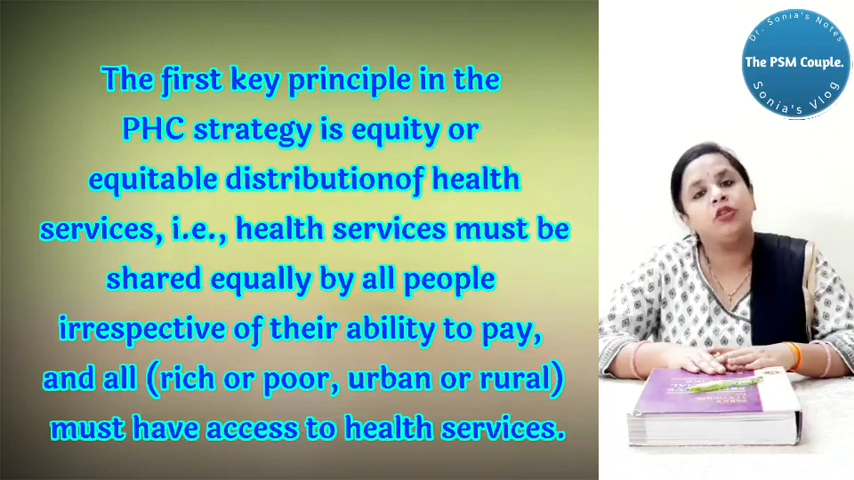 The first key principle in the
PHC strategy is equity or
equitable distributionof health
services, i.e., health services must be
shared equally by all people
irrespective of their ability to pay,
and all (rich or poor, urban or rural)
must have access to health services.
Dr. Sonia's Notes
The PSM Couple.
Sonia's Vlog